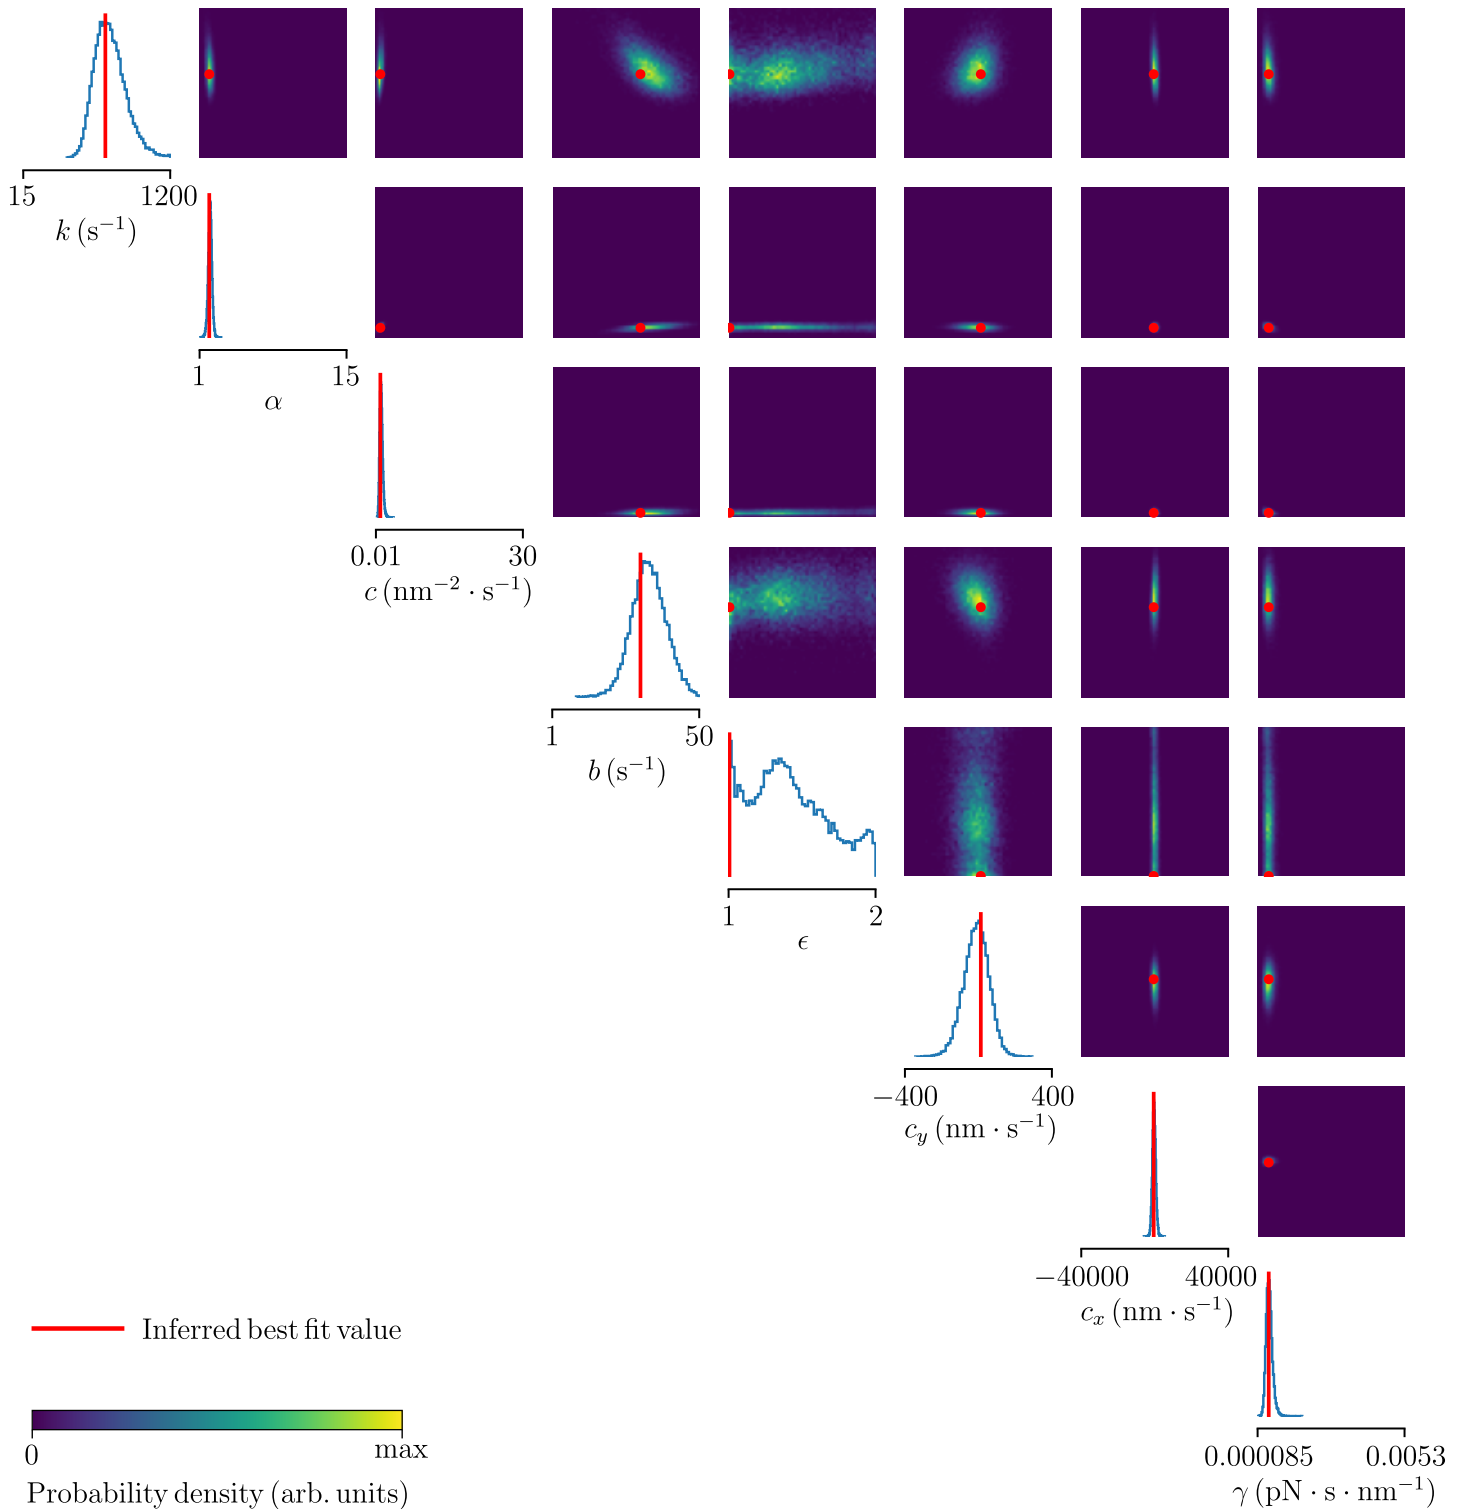 15 1200
k (s⁻¹)
1 15
α
0.01 30
c (nm⁻² · s⁻¹)
1 50
b (s⁻¹)
1 2
ϵ
−400 400
c_y (nm · s⁻¹)
−40000 40000
c_x (nm · s⁻¹)
Inferred best fit value
0 max
Probability density (arb. units)
0.000085 0.0053
γ (pN · s · nm⁻¹)